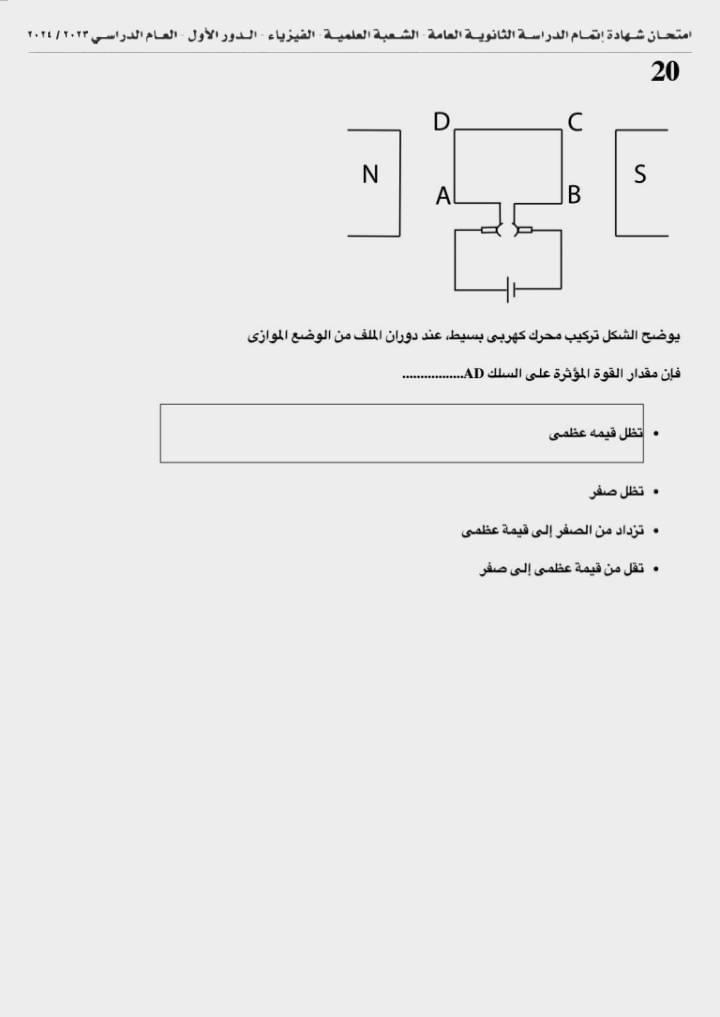 امتحان شهادة إتمام الدراسة الثانوية العامة - الشعبة العلمية - الفيزياء - الدور الأول - العام الدراسي ٢٠٢٣ / ٢٠٢٤
20
D C
N S
A B
يوضح الشكل تركيب محرك كهربى بسيط، عند دوران الملف من الوضع الموازى
فإن مقدار القوة المؤثرة على السلك AD.................
• تظل قيمه عظمى
• تظل صفر
• تزداد من الصفر إلى قيمة عظمى
• تقل من قيمة عظمى إلى صفر